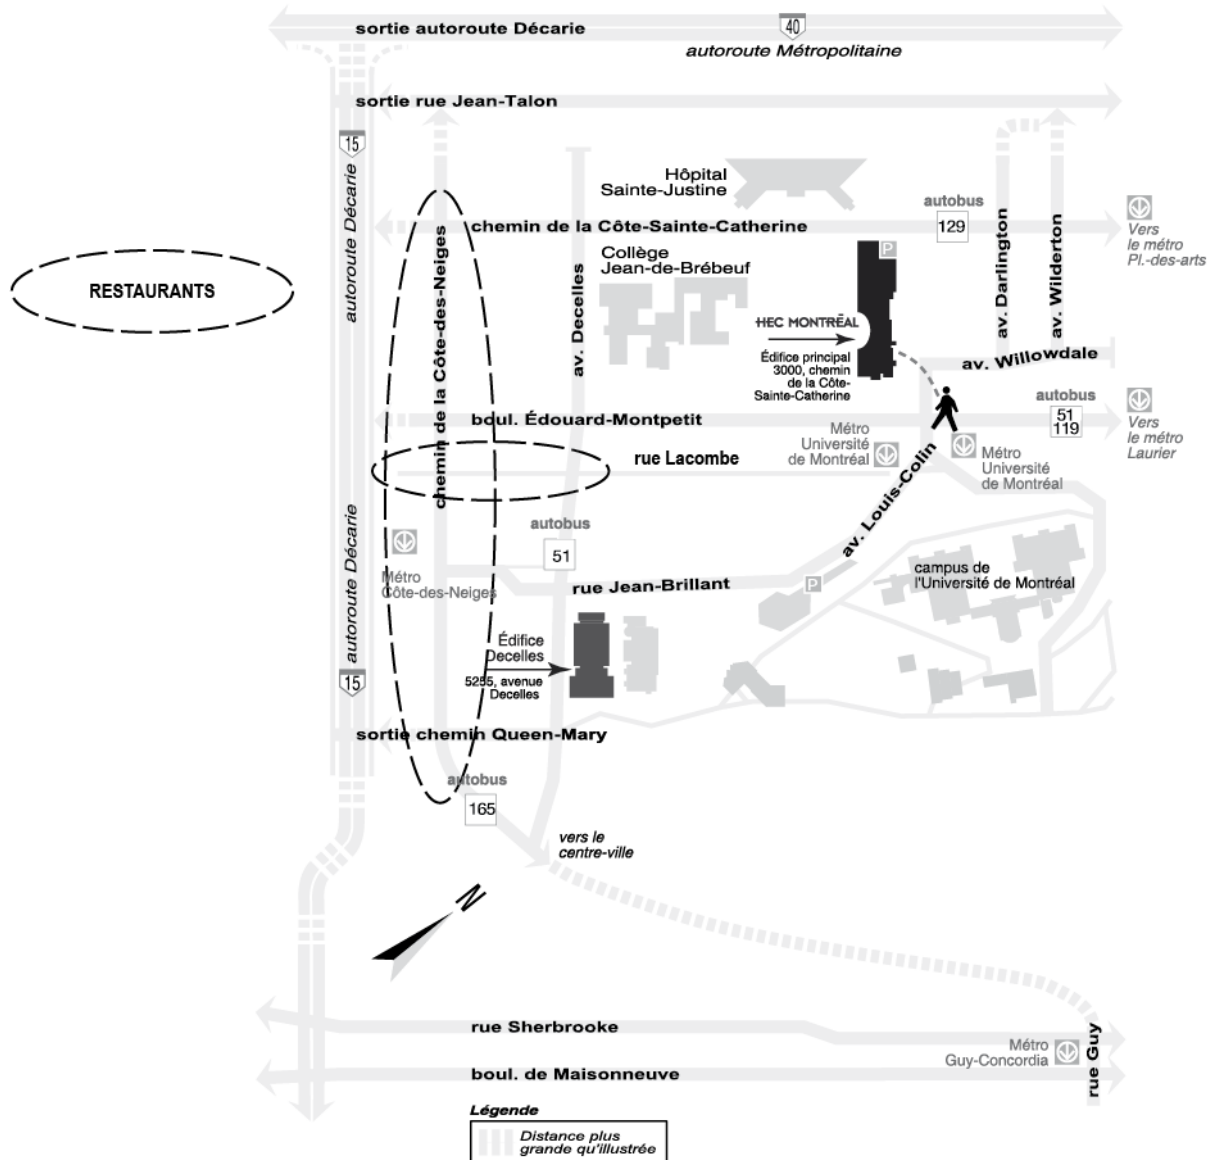 sortie autoroute Décarie
40
autoroute Métropolitaine
sortie rue Jean-Talon
15
autoroute Décarie
Hôpital
Sainte-Justine
autobus
129
chemin de la Côte-Sainte-Catherine
Vers
le métro
Pl.-des-arts
RESTAURANTS
chemin de la Côte-des-Neiges
av. Decelles
Collège
Jean-de-Brébeuf
P
av. Darlington
av. Wilderton
HEC MONTRÉAL
Édifice principal
3000, chemin
de la Côte-
Sainte-Catherine
av. Willowdale
autobus
51
119
boul. Édouard-Montpetit
Vers
le métro
Laurier
Métro
Université
de Montréal
rue Lacombe
Métro
Université
de Montréal
av. Louis-Colin
autoroute Décarie
autobus
51
Métro
Côte-des-Neiges
rue Jean-Brillant
P
campus de
l'Université de Montréal
Édifice
Decelles
5255, avenue
Decelles
15
sortie chemin Queen-Mary
autobus
165
vers le
centre-ville
N
rue Sherbrooke
Métro
Guy-Concordia
rue Guy
boul. de Maisonneuve
Légende
Distance plus
grande qu'illustrée